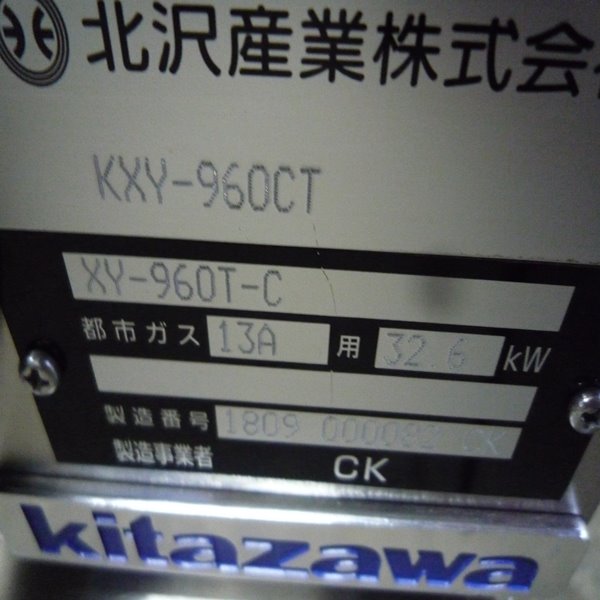 北沢産業株式会
KXY-960CT
XY-960T-C
都市ガス 13A 用 32.6 kW
製造番号 1809
製造事業者 CK
kitazawa